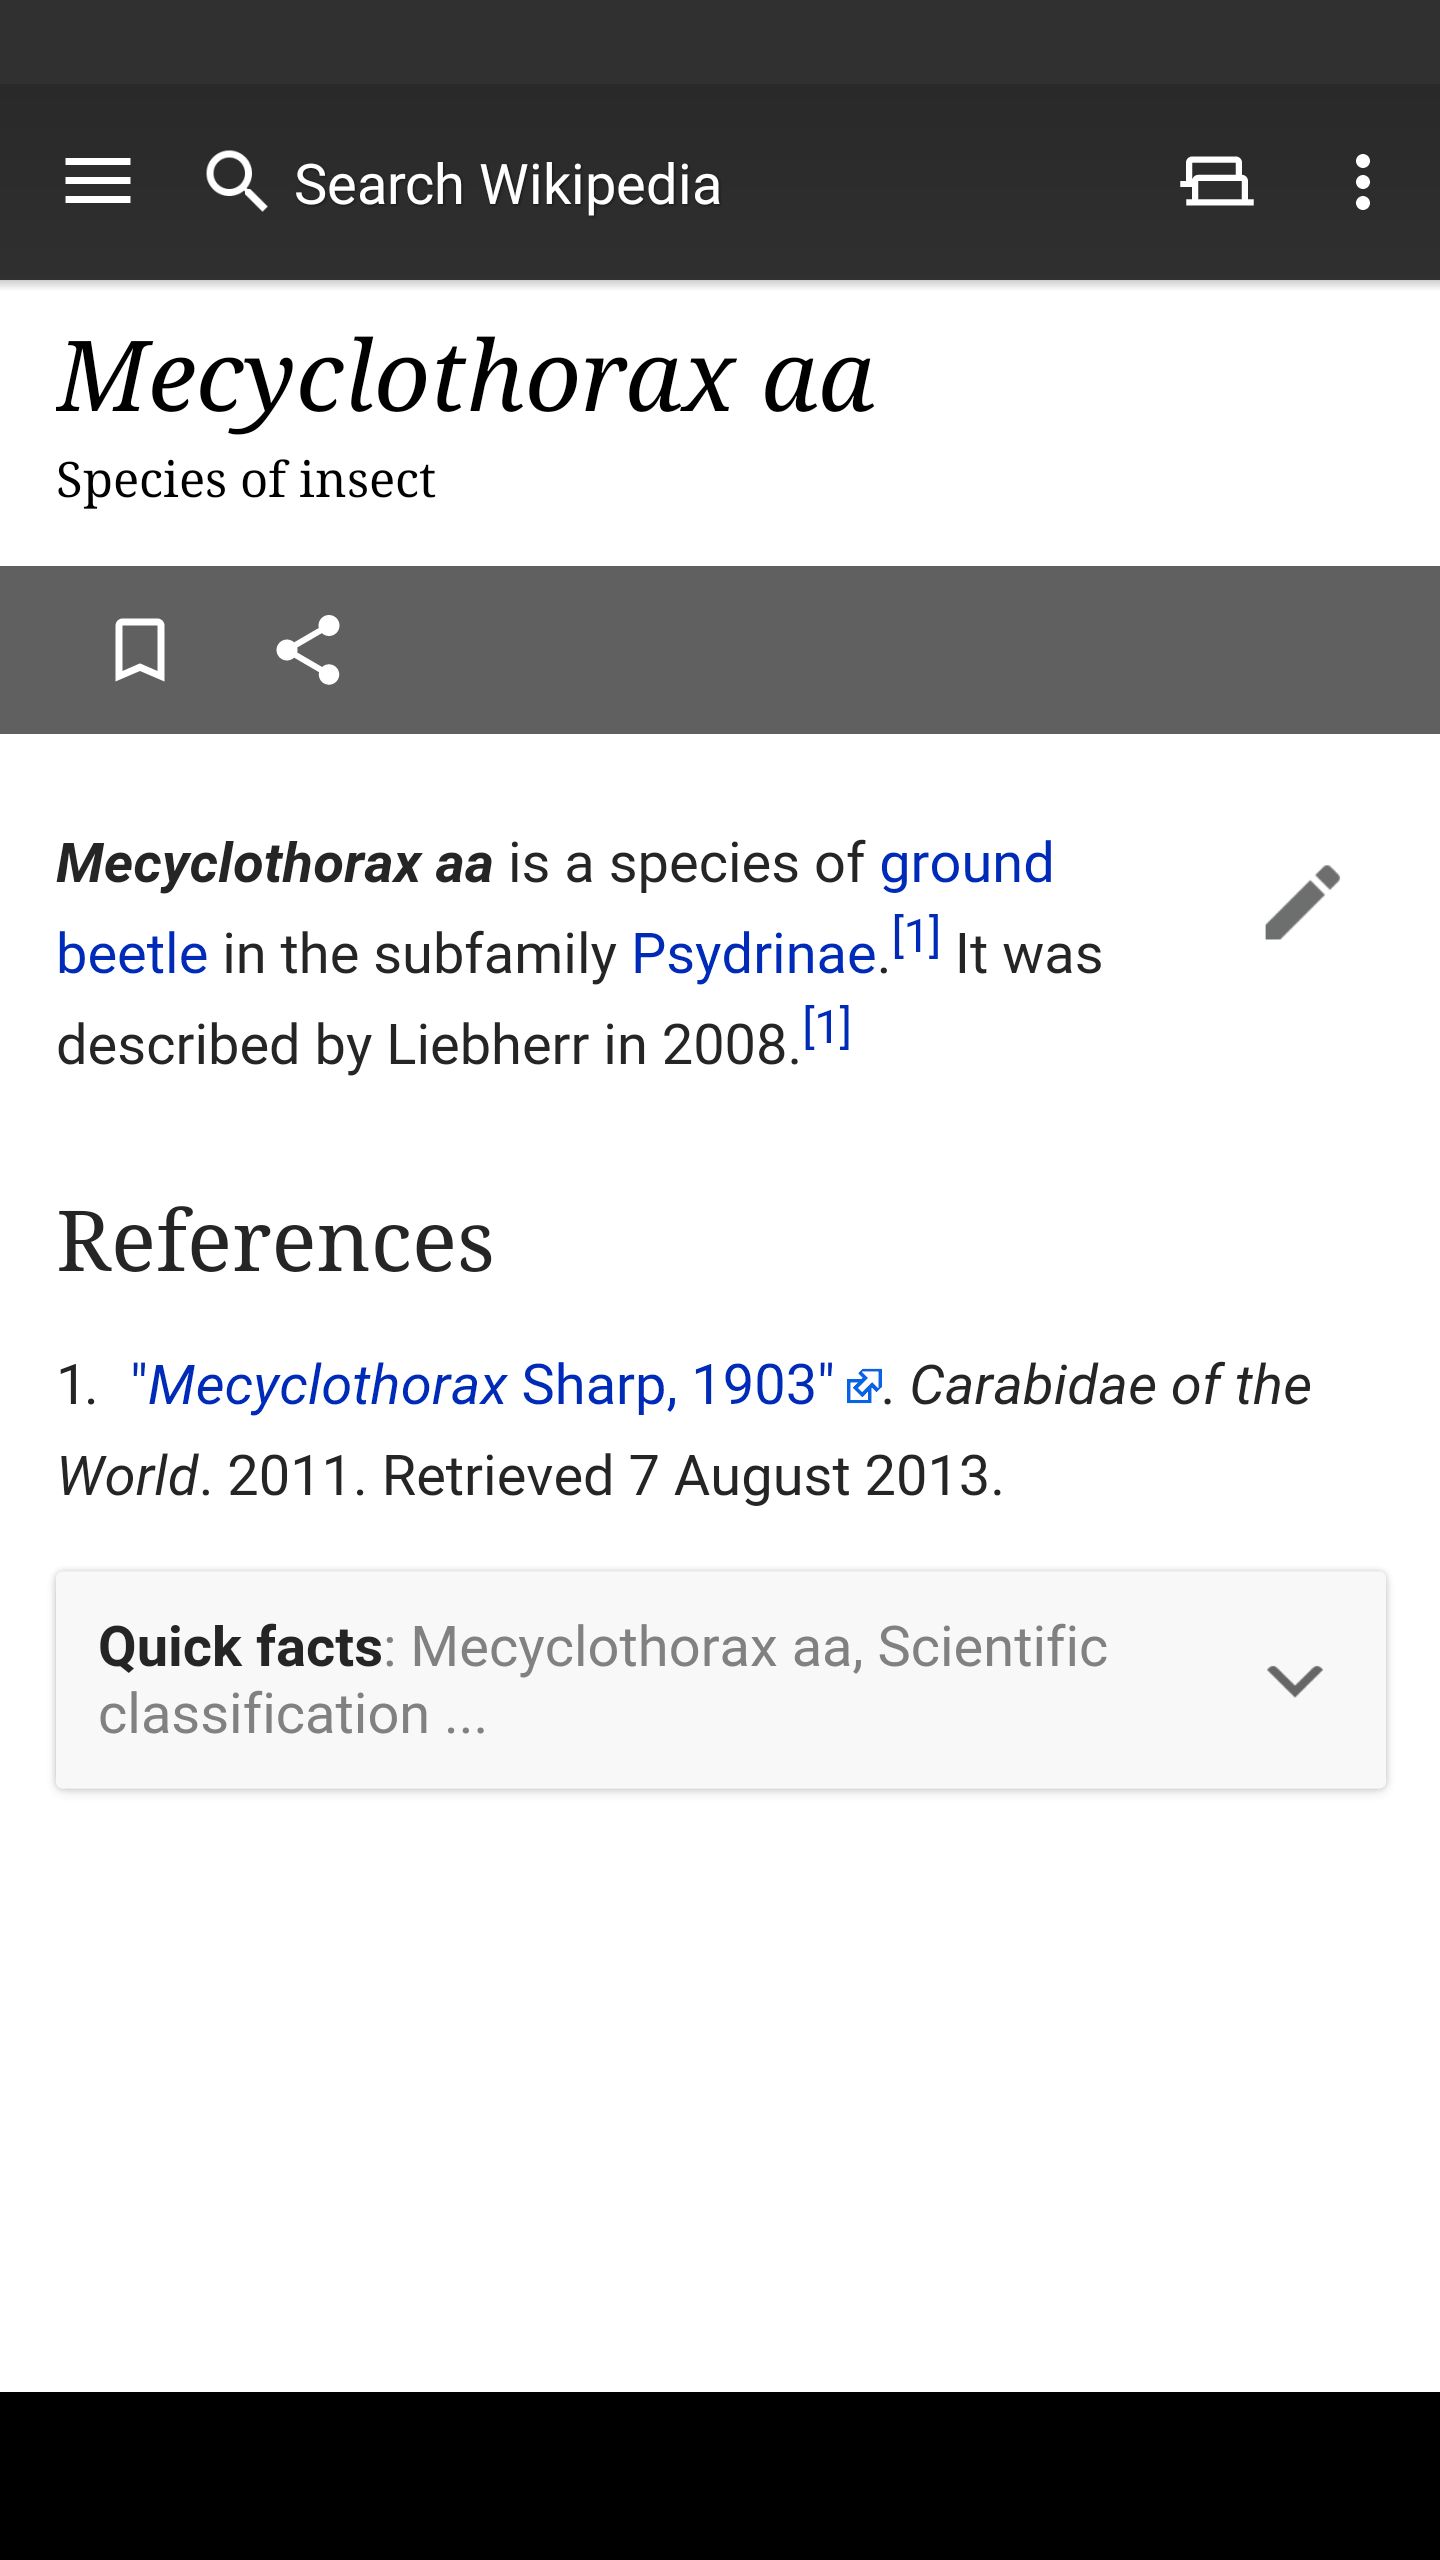 Search Wikipedia
Mecyclothorax aa
Species of insect
Mecyclothorax aa is a species of ground
beetle in the subfamily Psydrinae.[1] It was
described by Liebherr in 2008.[1]
References
1. "Mecyclothorax Sharp, 1903". Carabidae of the
World. 2011. Retrieved 7 August 2013.
Quick facts: Mecyclothorax aa, Scientific
classification ...